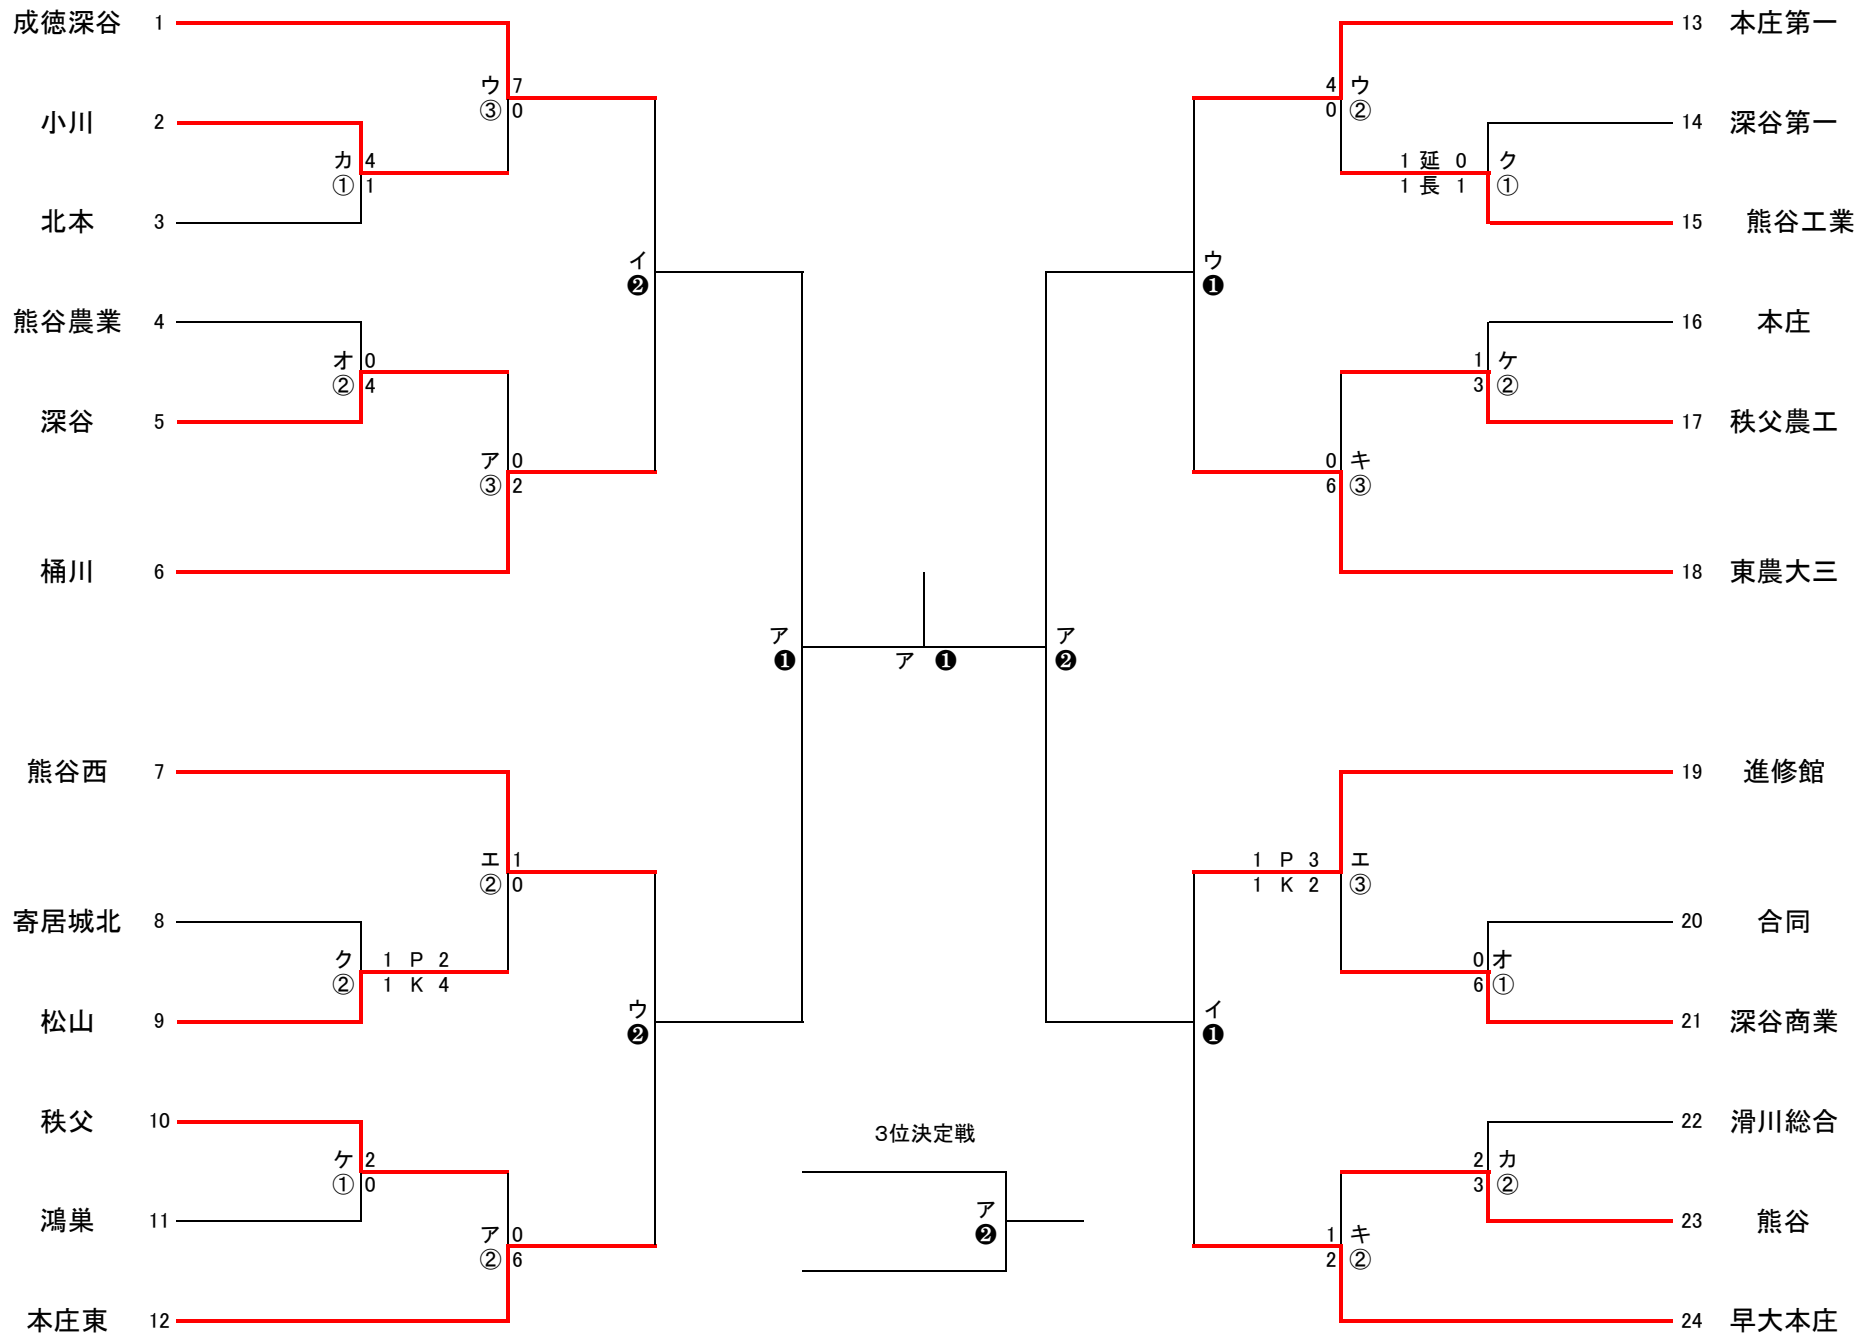 成徳深谷 1
ウ 7
③ 0
小川 2
カ 4
① 1
北本 3
イ
❷
熊谷農業 4
オ 0
② 4
深谷 5
ア 0
③ 2
桶川 6
ア
❶
熊谷西 7
エ 1
② 0
寄居城北 8
ク 1 P 2
② 1 K 4
松山 9
ウ
❷
秩父 10
ケ 2
① 0
鴻巣 11
ア 0
② 6
本庄東 12
ア ❶
3位決定戦
ア
❷
13 本庄第一
4 ウ
0 ②
14 深谷第一
1 延 0 ク
1 長 1 ①
15 熊谷工業
ウ
❶
16 本庄
1 ケ
3 ②
17 秩父農工
0 キ
6 ③
18 東農大三
ア
❷
19 進修館
1 P 3 エ
1 K 2 ③
20 合同
0 オ
6 ①
21 深谷商業
イ
❶
22 滑川総合
2 カ
3 ②
23 熊谷
1 キ
2 ②
24 早大本庄